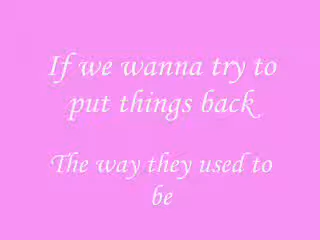 If we wanna try to
put things back
The way they used to
be